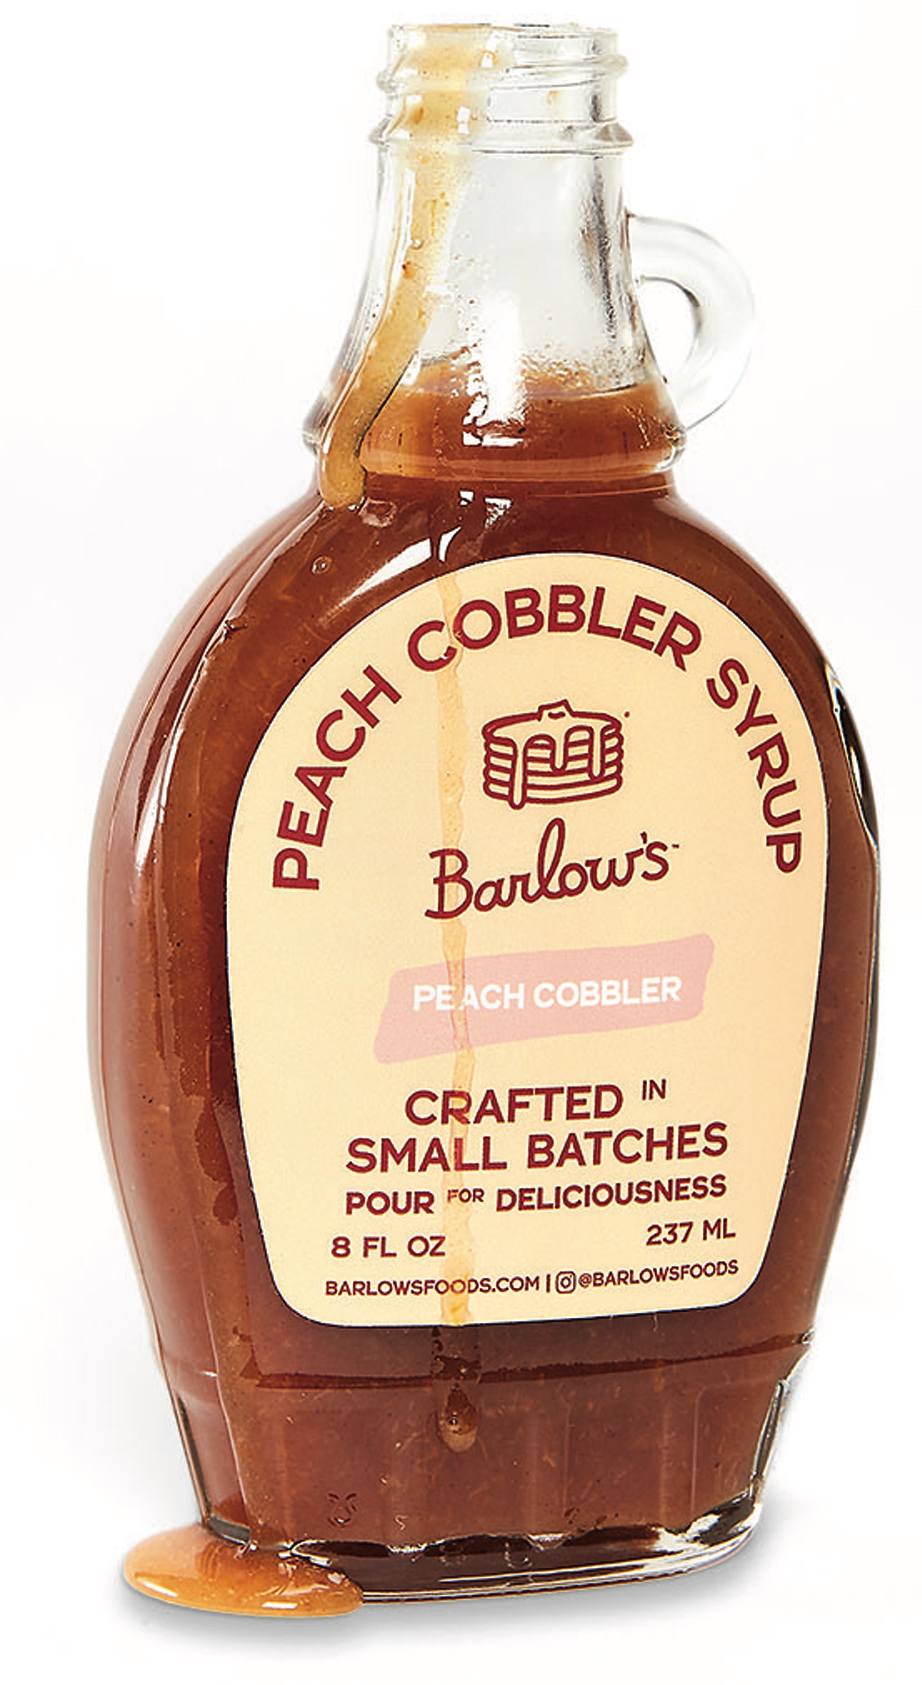 PEACH COBBLER SYRUP
Barlow's™
PEACH COBBLER
CRAFTED IN
SMALL BATCHES
POUR FOR DELICIOUSNESS
8 FL OZ 237 ML
BARLOWSFOODS.COM | @BARLOWSFOODS